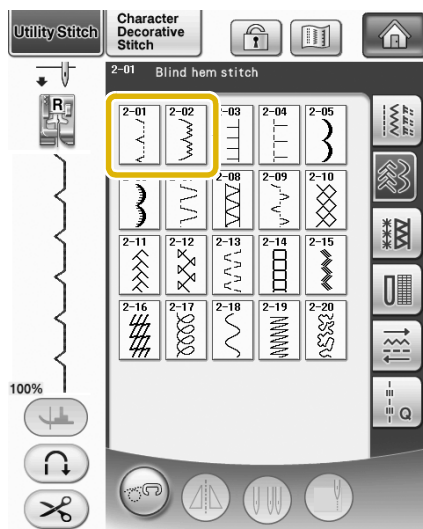 Utility Stitch
Character
Decorative
Stitch
2-01 Blind hem stitch
R
2-01 2-02 2-03 2-04 2-05
2-08 2-09 2-10
2-11 2-12 2-13 2-14 2-15
2-16 2-17 2-18 2-19 2-20
100%
Q